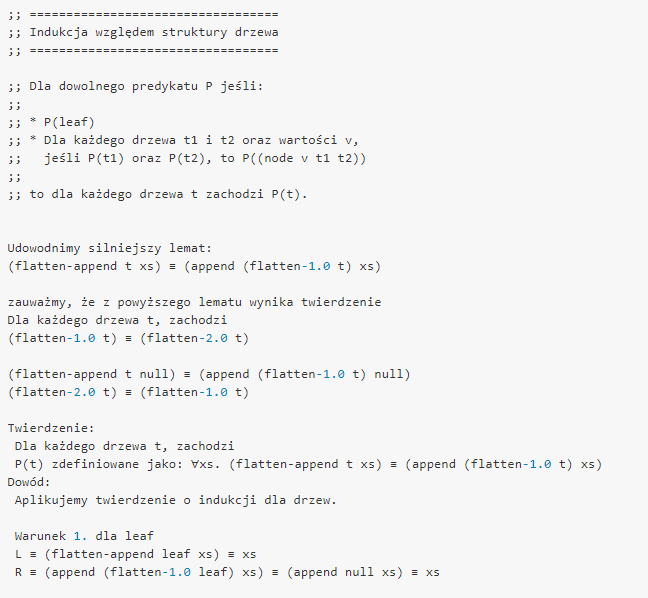 ;; ==================================
;; Indukcja względem struktury drzewa
;; ==================================
;; Dla dowolnego predykatu P jeśli:
;;
;; * P(leaf)
;; * Dla każdego drzewa t1 i t2 oraz wartości v,
;;   jeśli P(t1) oraz P(t2), to P((node v t1 t2))
;;
;; to dla każdego drzewa t zachodzi P(t).
Udowodnimy silniejszy lemat:
(flatten-append t xs) ≡ (append (flatten-1.0 t) xs)
zauważmy, że z powyższego lematu wynika twierdzenie
Dla każdego drzewa t, zachodzi
(flatten-1.0 t) ≡ (flatten-2.0 t)
(flatten-append t null) ≡ (append (flatten-1.0 t) null)
(flatten-2.0 t) ≡ (flatten-1.0 t)
Twierdzenie:
Dla każdego drzewa t, zachodzi
P(t) zdefiniowane jako: ∀xs. (flatten-append t xs) ≡ (append (flatten-1.0 t) xs)
Dowód:
Aplikujemy twierdzenie o indukcji dla drzew.
Warunek 1. dla leaf
L ≡ (flatten-append leaf xs) ≡ xs
R ≡ (append (flatten-1.0 leaf) xs) ≡ (append null xs) ≡ xs